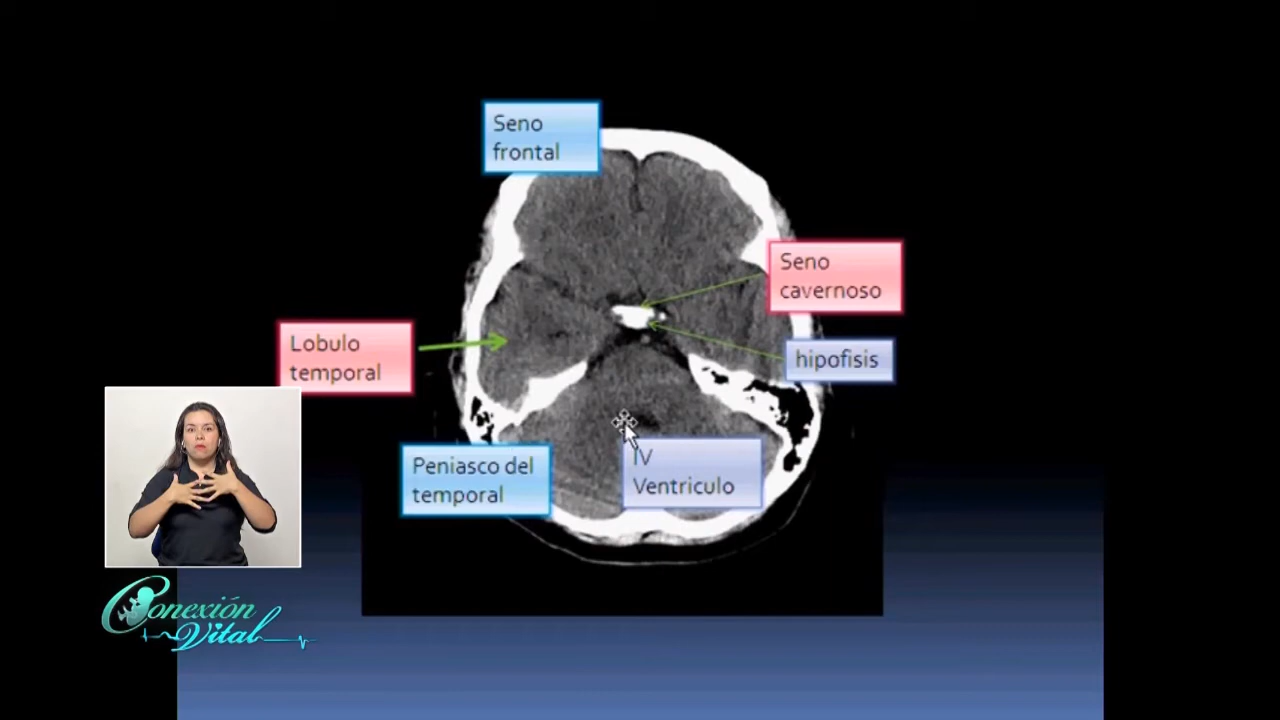 Seno
frontal
Seno
cavernoso
Lobulo
temporal
hipofisis
Peniasco del
temporal
IV
Ventriculo
Conexión
Vital